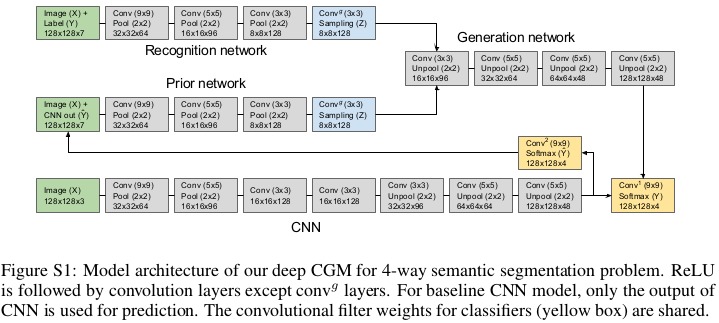 Image (X) +
Label (Y)
128x128x7
Conv (9x9)
Pool (2x2)
32x32x64
Conv (5x5)
Pool (2x2)
16x16x96
Conv (3x3)
Pool (2x2)
8x8x128
Convᵍ (3x3)
Sampling (Z)
8x8x128
Recognition network
Generation network
Conv (3x3)
Unpool (2x2)
16x16x96
Conv (5x5)
Unpool (2x2)
32x32x64
Conv (5x5)
Unpool (2x2)
64x64x48
Conv (5x5)
Unpool (2x2)
128x128x48
Prior network
Image (X) +
CNN out (Ŷ)
128x128x7
Conv (9x9)
Pool (2x2)
32x32x64
Conv (5x5)
Pool (2x2)
16x16x96
Conv (3x3)
Pool (2x2)
8x8x128
Convᵍ (3x3)
Sampling (Z)
8x8x128
Conv² (9x9)
Softmax (Ŷ)
128x128x4
Image (X)
128x128x3
Conv (9x9)
Pool (2x2)
32x32x64
Conv (5x5)
Pool (2x2)
16x16x96
Conv (3x3)
16x16x128
Conv (3x3)
16x16x128
Conv (3x3)
Unpool (2x2)
32x32x96
Conv (5x5)
Unpool (2x2)
64x64x64
Conv (5x5)
Unpool (2x2)
128x128x48
Conv¹ (9x9)
Softmax (Y)
128x128x4
CNN
Figure S1: Model architecture of our deep CGM for 4-way semantic segmentation problem. ReLU
is followed by convolution layers except convᵍ layers. For baseline CNN model, only the output of
CNN is used for prediction. The convolutional filter weights for classifiers (yellow box) are shared.